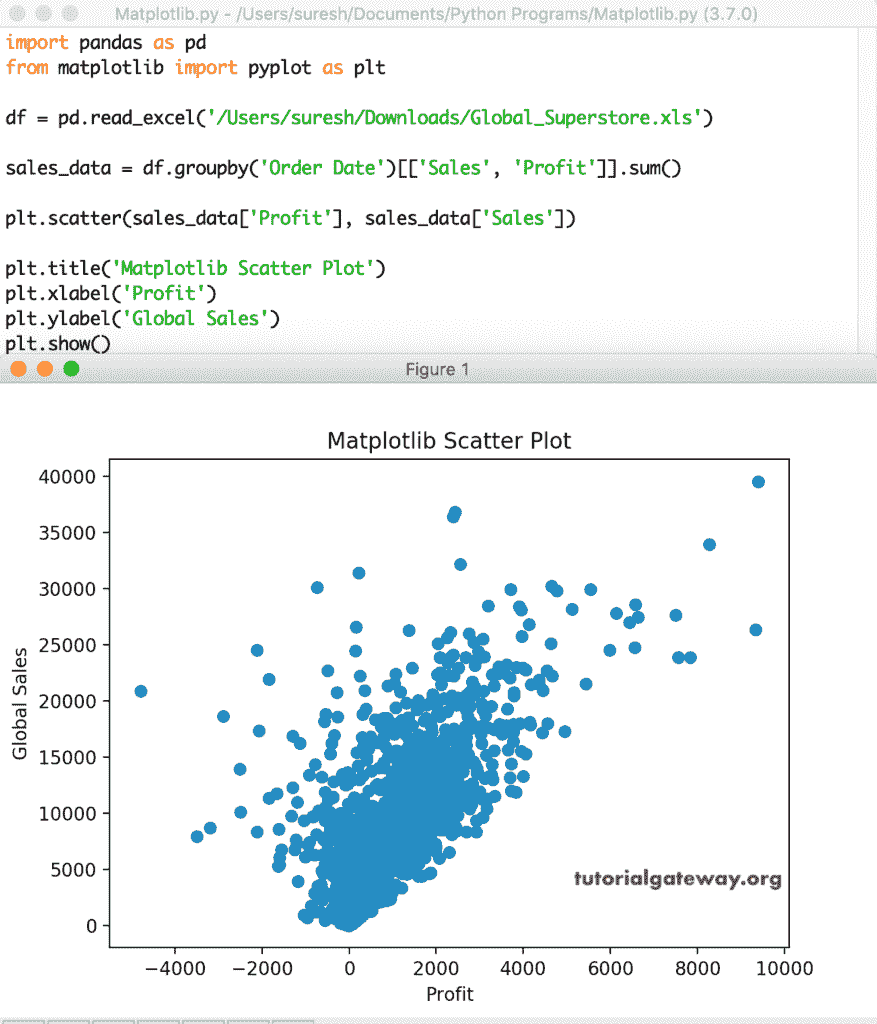 Matplotlib.py - /Users/suresh/Documents/Python Programs/Matplotlib.py (3.7.0)
import pandas as pd
from matplotlib import pyplot as plt
df = pd.read_excel('/Users/suresh/Downloads/Global_Superstore.xls')
sales_data = df.groupby('Order Date')[['Sales', 'Profit']].sum()
plt.scatter(sales_data['Profit'], sales_data['Sales'])
plt.title('Matplotlib Scatter Plot')
plt.xlabel('Profit')
plt.ylabel('Global Sales')
plt.show()
Figure 1
Matplotlib Scatter Plot
40000
35000
30000
25000
20000
15000
10000
5000
0
Global Sales
tutorialgateway.org
−4000 −2000 0 2000 4000 6000 8000 10000
Profit